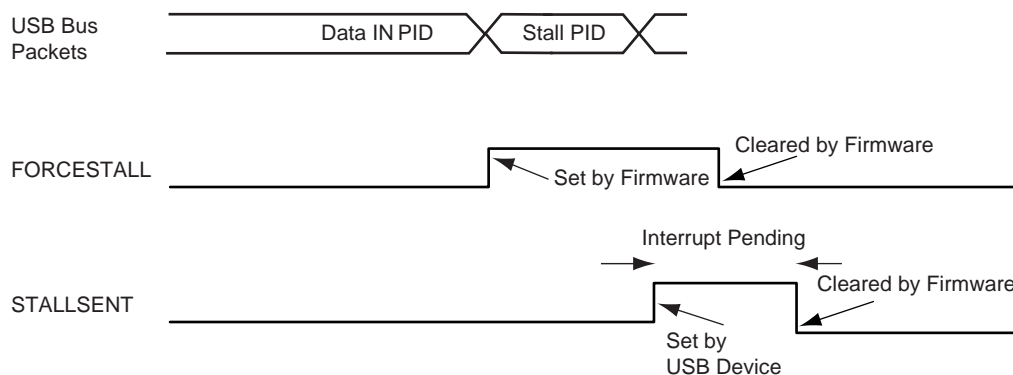 USB Bus
Packets
Data IN PID
Stall PID
FORCESTALL
Set by Firmware
Cleared by Firmware
Interrupt Pending
STALLSENT
Cleared by Firmware
Set by
USB Device